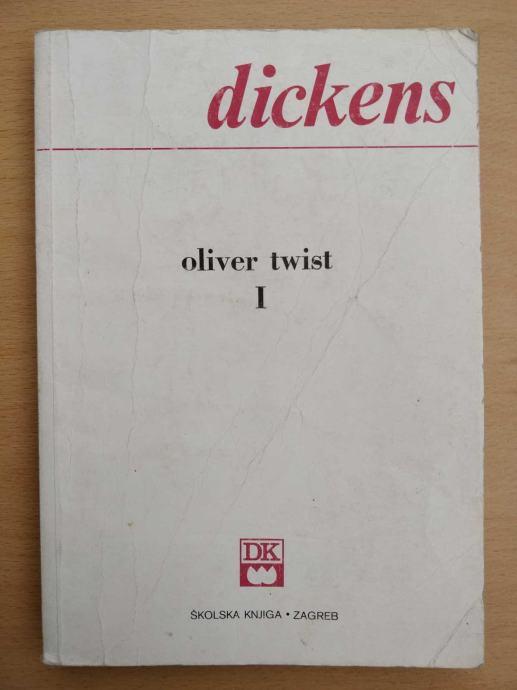 dickens
oliver twist
I
DK
ŠKOLSKA KNJIGA • ZAGREB